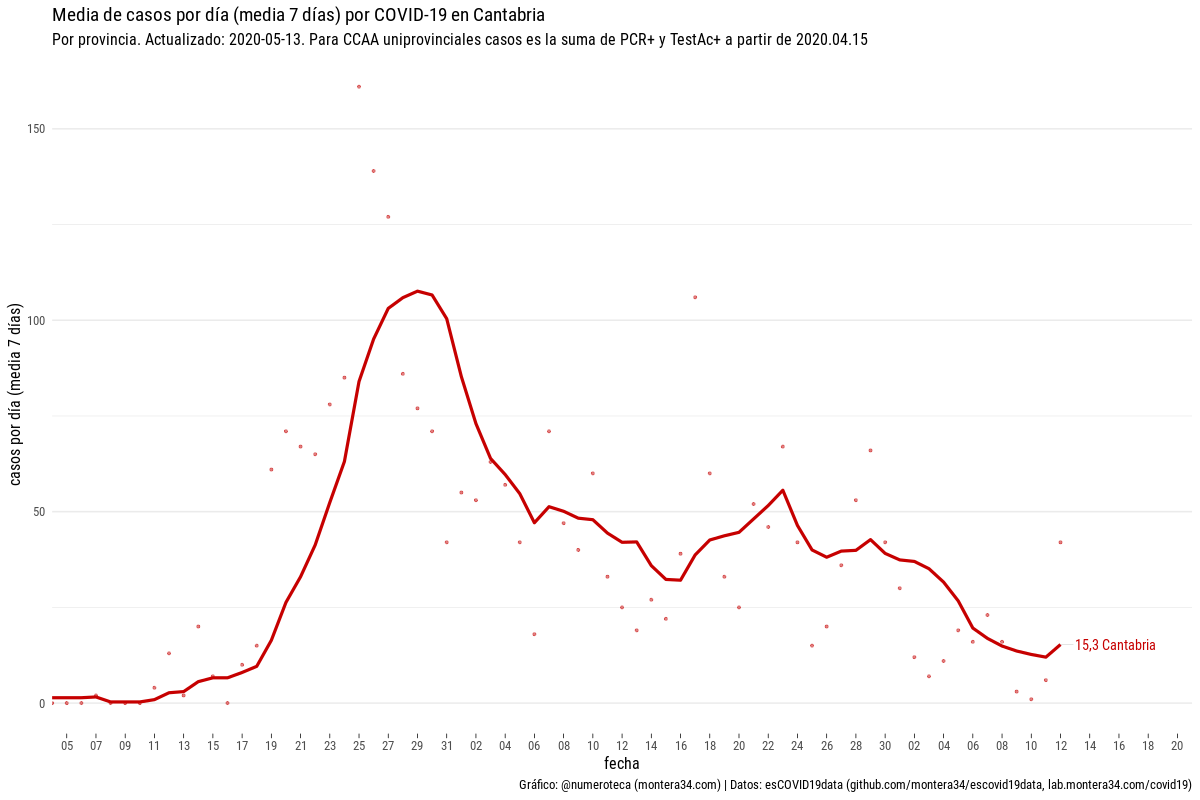 Media de casos por día (media 7 días) por COVID-19 en Cantabria
Por provincia. Actualizado: 2020-05-13. Para CCAA uniprovinciales casos es la suma de PCR+ y TestAc+ a partir de 2020.04.15
casos por día (media 7 días)
150
100
50
0
15,3 Cantabria
05 07 09 11 13 15 17 19 21 23 25 27 29 31 02 04 06 08 10 12 14 16 18 20 22 24 26 28 30 02 04 06 08 10 12 14 16 18 20
fecha
Gráfico: @numeroteca (montera34.com) | Datos: esCOVID19data (github.com/montera34/escovid19data, lab.montera34.com/covid19)